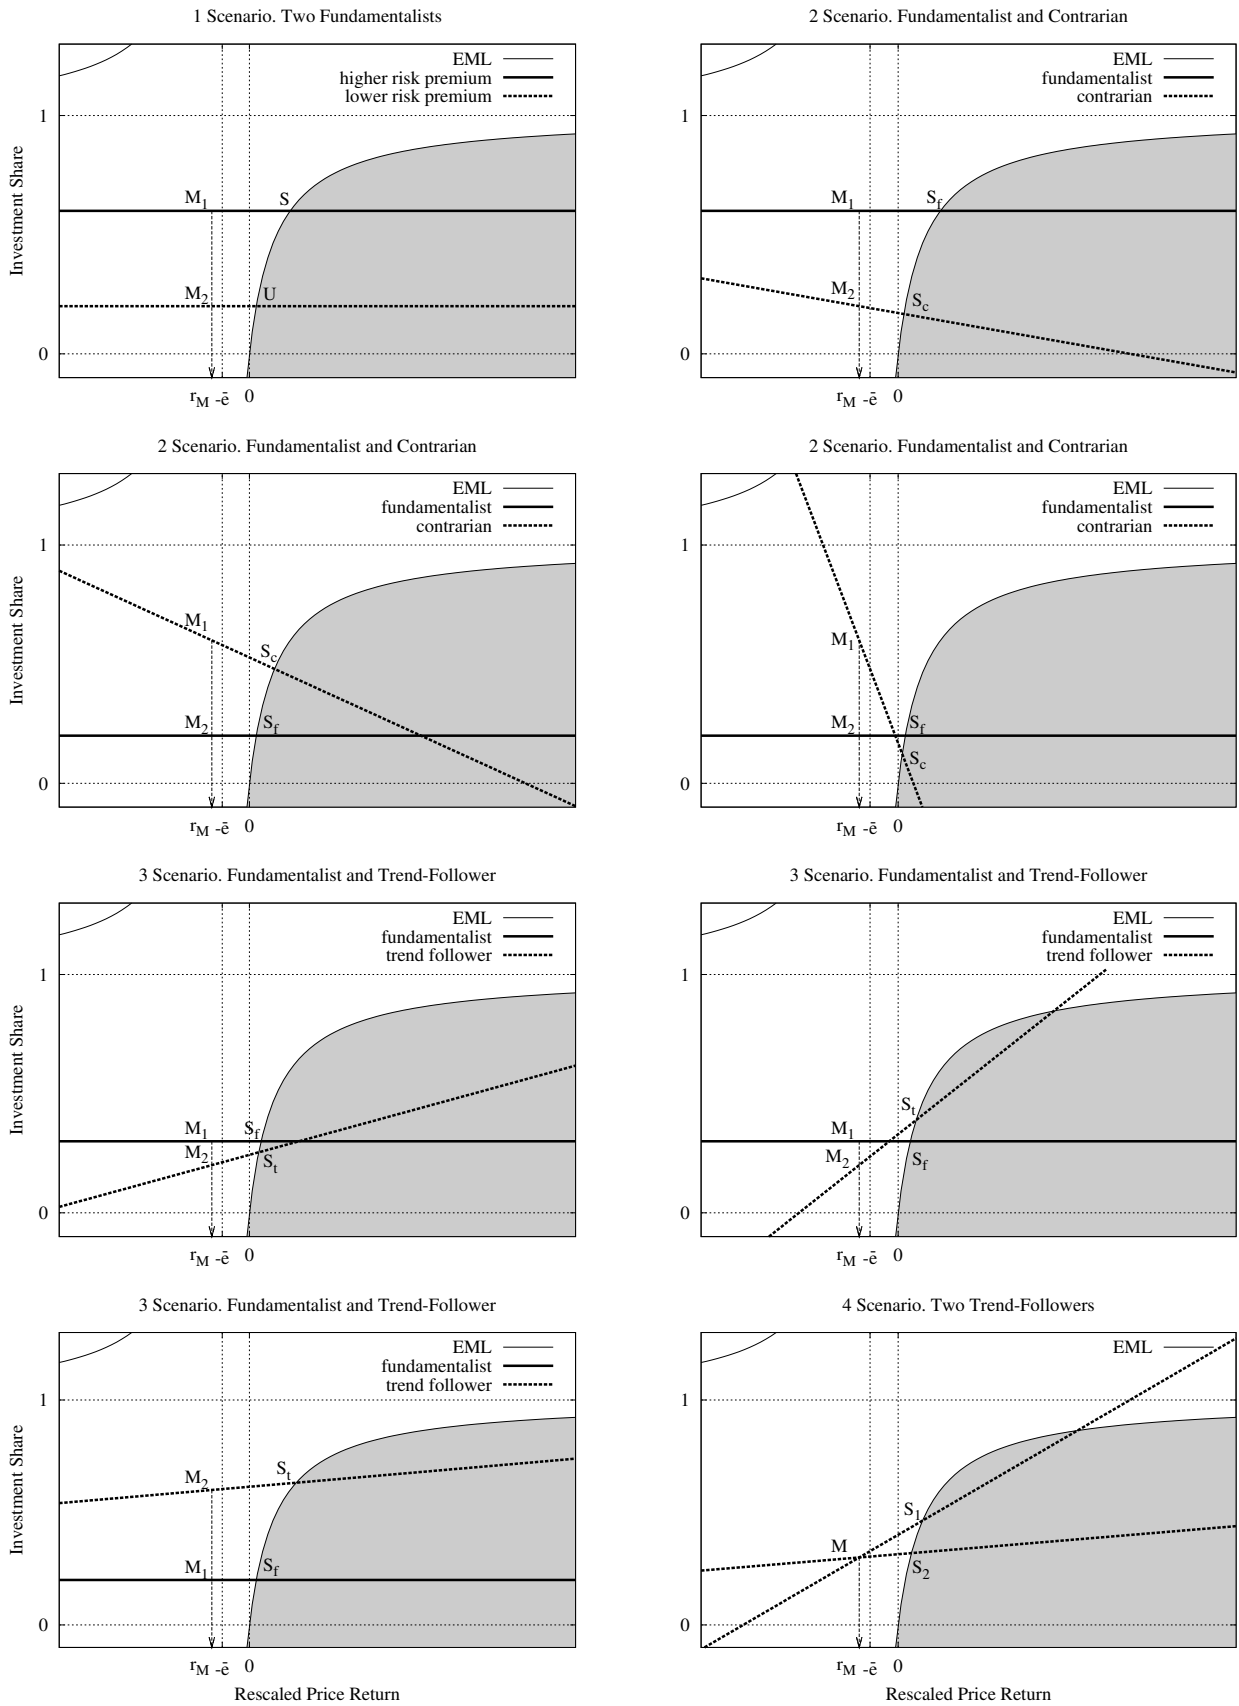 1 Scenario. Two Fundamentalists
EML
higher risk premium
lower risk premium
Investment Share
1
0
M1
S
M2
U
rM -ē 0
2 Scenario. Fundamentalist and Contrarian
EML
fundamentalist
contrarian
1
0
M1
Sf
M2
Sc
rM -ē 0
2 Scenario. Fundamentalist and Contrarian
EML
fundamentalist
contrarian
Investment Share
1
0
M1
Sc
M2
Sf
rM -ē 0
2 Scenario. Fundamentalist and Contrarian
EML
fundamentalist
contrarian
1
0
M1
M2
Sf
Sc
rM -ē 0
3 Scenario. Fundamentalist and Trend-Follower
EML
fundamentalist
trend follower
Investment Share
1
0
M1
Sf
M2
St
rM -ē 0
3 Scenario. Fundamentalist and Trend-Follower
EML
fundamentalist
trend follower
1
0
St
M1
M2
Sf
rM -ē 0
3 Scenario. Fundamentalist and Trend-Follower
EML
fundamentalist
trend follower
Investment Share
1
0
M2
St
M1
Sf
rM -ē 0
Rescaled Price Return
4 Scenario. Two Trend-Followers
EML
1
0
S1
M
S2
rM -ē 0
Rescaled Price Return